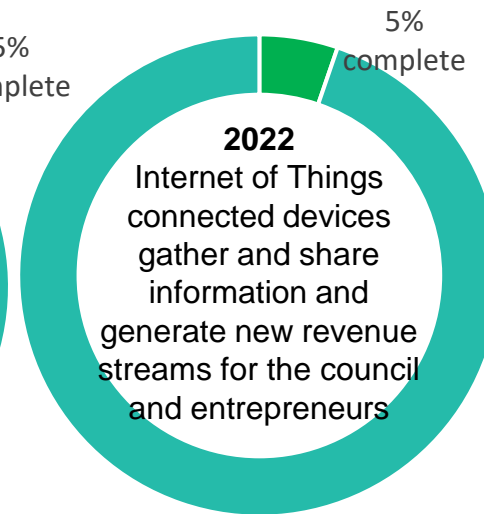 5%
complete
5%
2022
Internet of Things
connected devices
gather and share
information and
generate new revenue
streams for the council
and entrepreneurs